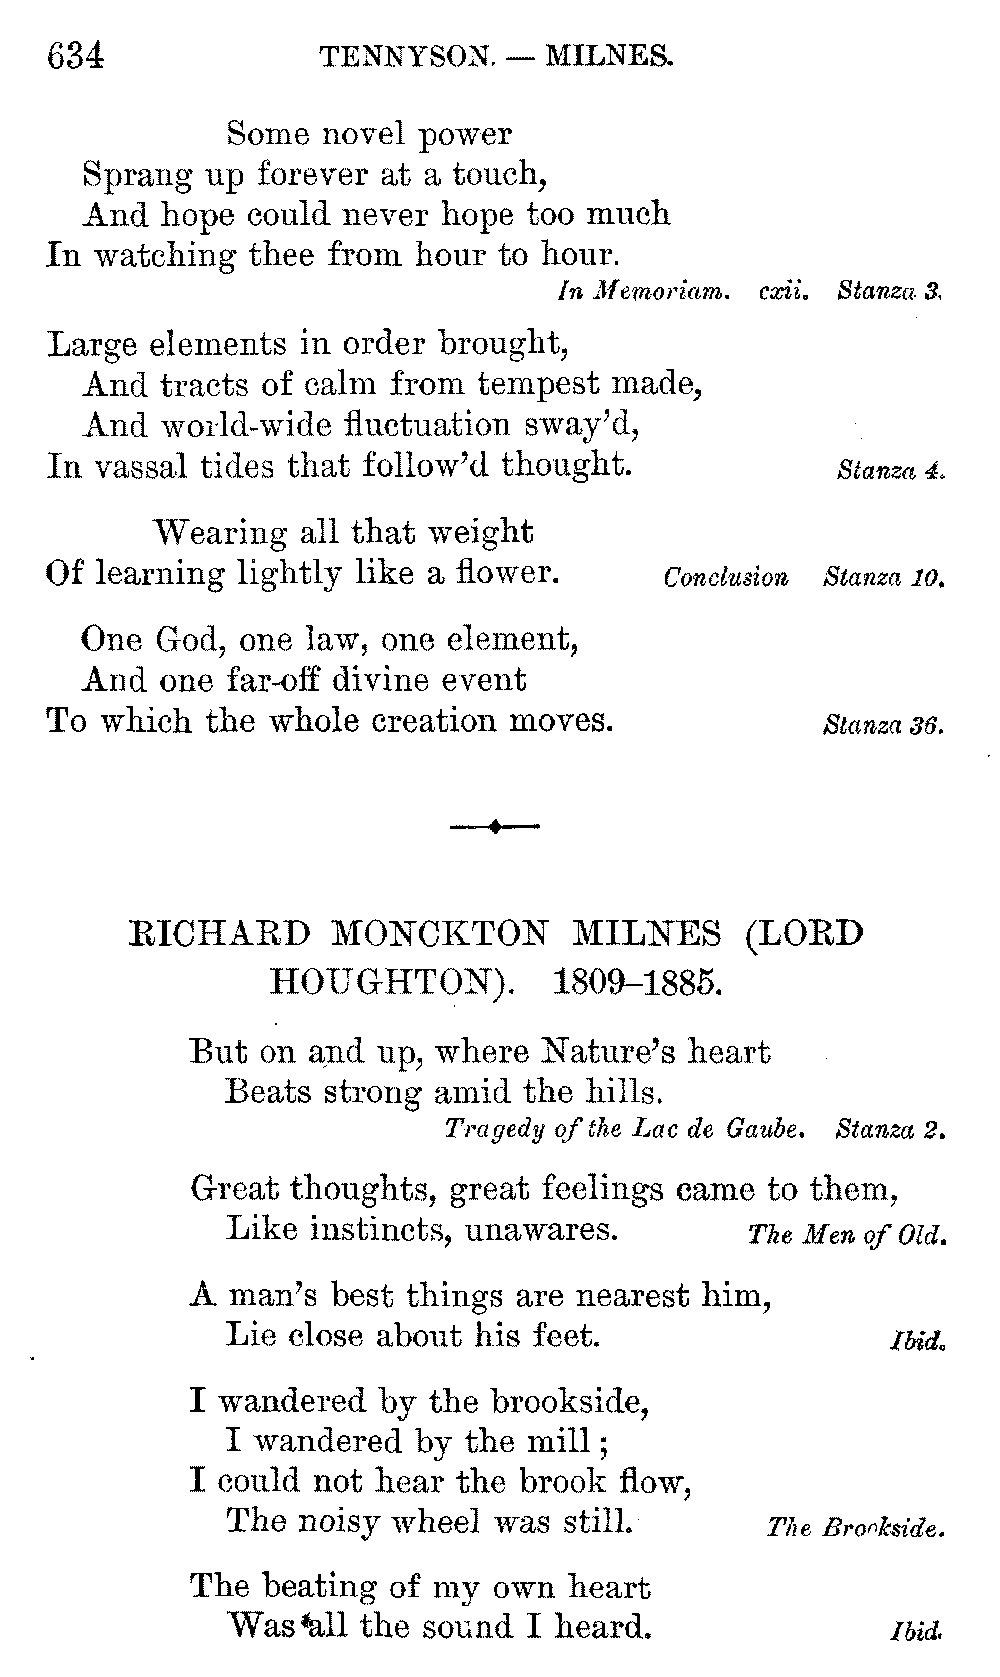 634 TENNYSON. — MILNES.
Some novel power
Sprang up forever at a touch,
And hope could never hope too much
In watching thee from hour to hour.
In Memoriam. cxii. Stanza 3.
Large elements in order brought,
And tracts of calm from tempest made,
And world-wide fluctuation sway'd,
In vassal tides that follow'd thought. Stanza 4.
Wearing all that weight
Of learning lightly like a flower. Conclusion Stanza 10.
One God, one law, one element,
And one far-off divine event
To which the whole creation moves. Stanza 36.
RICHARD MONCKTON MILNES (LORD
HOUGHTON). 1809–1885.
But on and up, where Nature's heart
Beats strong amid the hills.
Tragedy of the Lac de Gaube. Stanza 2.
Great thoughts, great feelings came to them,
Like instincts, unawares. The Men of Old.
A man's best things are nearest him,
Lie close about his feet. Ibid.
I wandered by the brookside,
I wandered by the mill;
I could not hear the brook flow,
The noisy wheel was still. The Brookside.
The beating of my own heart
Was all the sound I heard. Ibid.